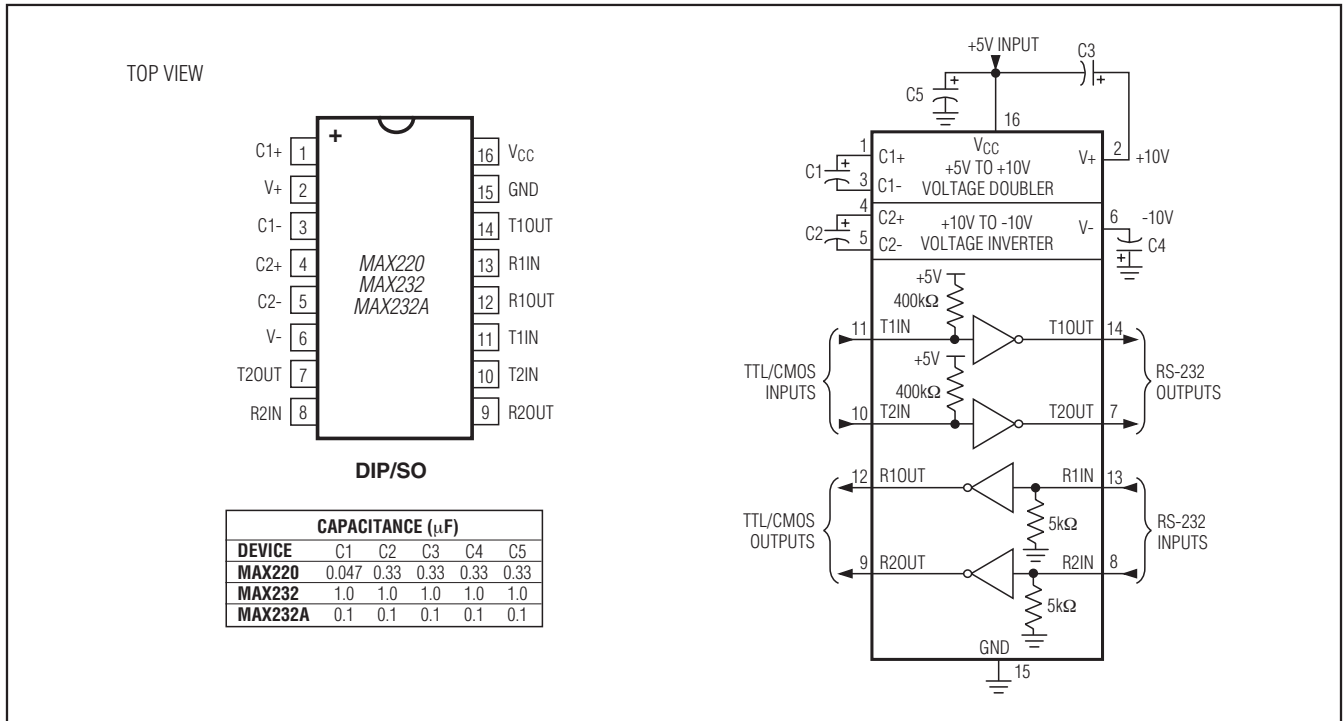 TOP VIEW
+
C1+ 1
V+ 2
C1- 3
C2+ 4
C2- 5
V- 6
T2OUT 7
R2IN 8
16 VCC
15 GND
14 T1OUT
13 R1IN
12 R1OUT
11 T1IN
10 T2IN
9 R2OUT
MAX220
MAX232
MAX232A
DIP/SO
CAPACITANCE (μF)
DEVICE C1 C2 C3 C4 C5
MAX220 0.047 0.33 0.33 0.33 0.33
MAX232 1.0 1.0 1.0 1.0 1.0
MAX232A 0.1 0.1 0.1 0.1 0.1
+5V INPUT
C3
+
C5
+
16
VCC
1 C1+
C1 +
3 C1-
+5V TO +10V
VOLTAGE DOUBLER
V+ 2 +10V
4 C2+
C2 +
5 C2-
+10V TO -10V
VOLTAGE INVERTER
V- 6 -10V
C4
+
+5V
400kΩ
11 T1IN
T1OUT 14
+5V
400kΩ
10 T2IN
T2OUT 7
TTL/CMOS
INPUTS
RS-232
OUTPUTS
12 R1OUT
R1IN 13
5kΩ
9 R2OUT
R2IN 8
5kΩ
TTL/CMOS
OUTPUTS
RS-232
INPUTS
GND
15